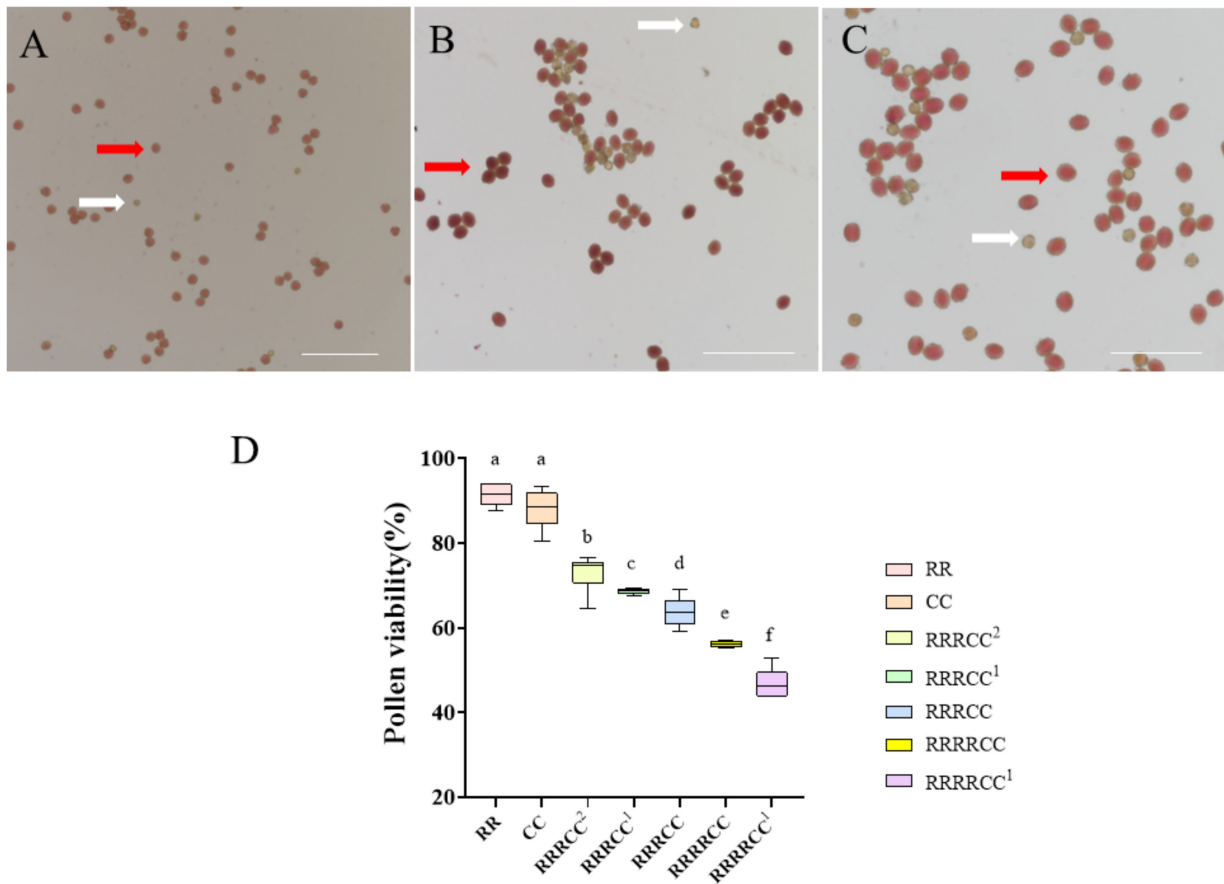 A
B
C
D
Pollen viability(%)
100
80
60
40
20
a
a
b
c
d
e
f
RR
CC
RRRCC²
RRRCC¹
RRRCC
RRRRCC
RRRRCC¹
RR
CC
RRRCC²
RRRCC¹
RRRCC
RRRRCC
RRRRCC¹